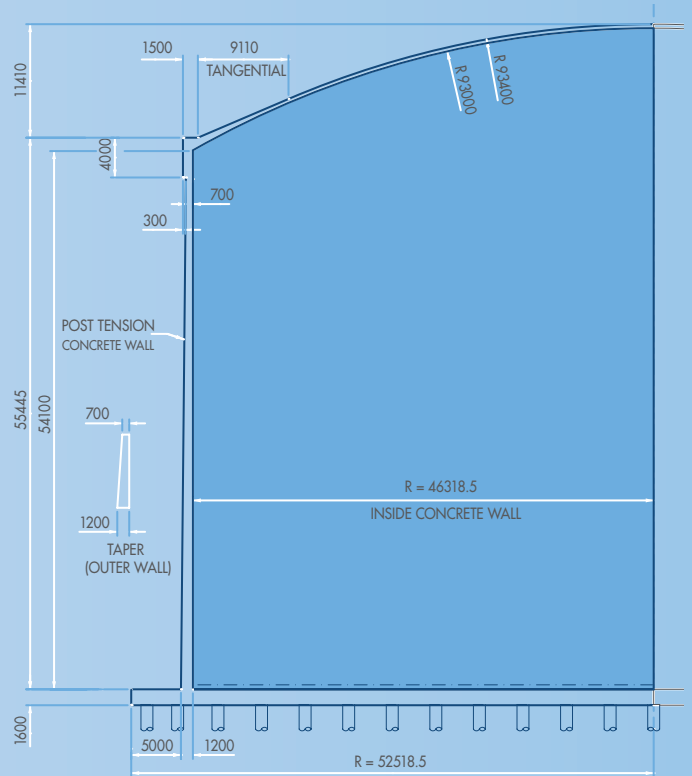 1500
9110
TANGENTIAL
11410
R 93000
R 93400
4000
700
300
POST TENSION
CONCRETE WALL
55445
54100
700
1200
TAPER
(OUTER WALL)
R = 46318.5
INSIDE CONCRETE WALL
1600
5000
1200
R = 52518.5